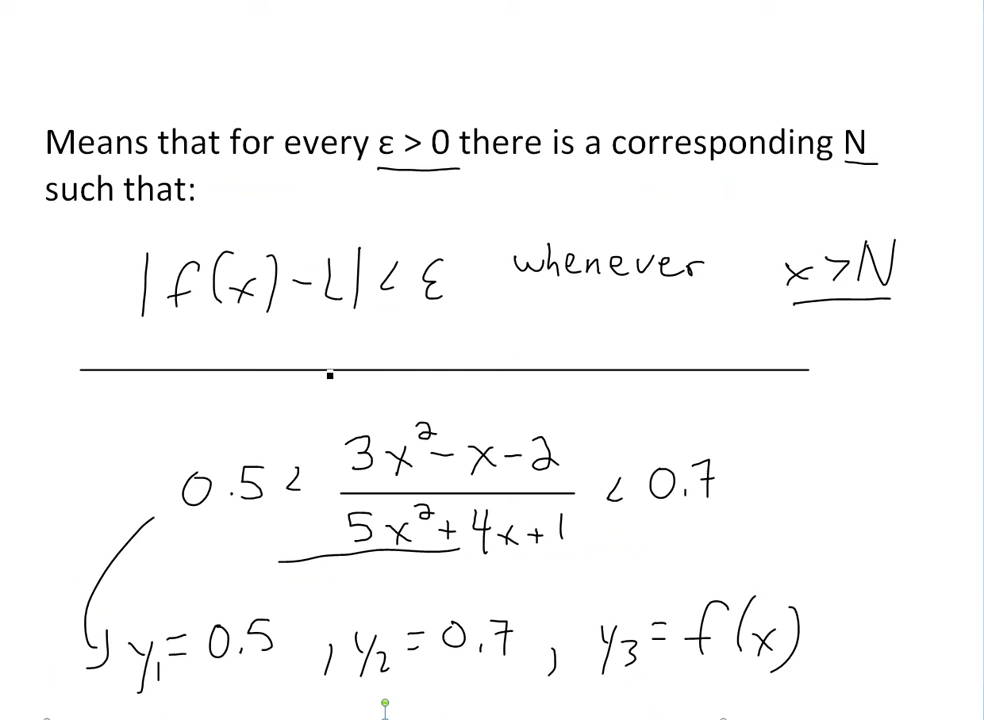 Means that for every ε > 0 there is a corresponding N
such that:
|f(x) - L| < ε whenever x > N
0.5 < (3x² - x - 2)/(5x² + 4x + 1) < 0.7
y₁ = 0.5 , y₂ = 0.7 , y₃ = f(x)